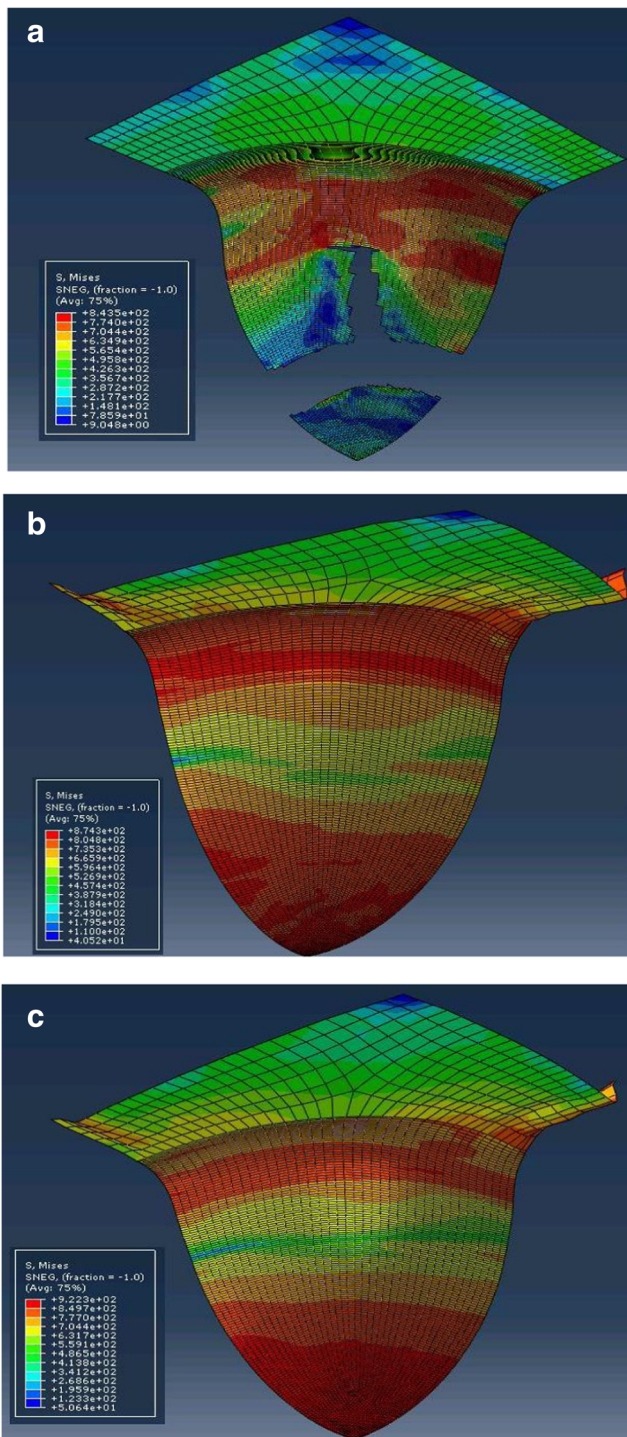 a
S, Mises
SNEG, (fraction = -1.0)
(Avg: 75%)
+8.435e+02
+7.740e+02
+7.044e+02
+6.349e+02
+5.654e+02
+4.958e+02
+4.263e+02
+3.567e+02
+2.872e+02
+2.177e+02
+1.481e+02
+7.859e+01
+9.048e+00
b
S, Mises
SNEG, (fraction = -1.0)
(Avg: 75%)
+8.743e+02
+8.048e+02
+7.353e+02
+6.659e+02
+5.964e+02
+5.269e+02
+4.574e+02
+3.879e+02
+3.184e+02
+2.490e+02
+1.795e+02
+1.100e+02
+4.052e+01
c
S, Mises
SNEG, (fraction = -1.0)
(Avg: 75%)
+9.223e+02
+8.497e+02
+7.770e+02
+7.044e+02
+6.317e+02
+5.591e+02
+4.865e+02
+4.138e+02
+3.412e+02
+2.686e+02
+1.959e+02
+1.233e+02
+5.064e+01